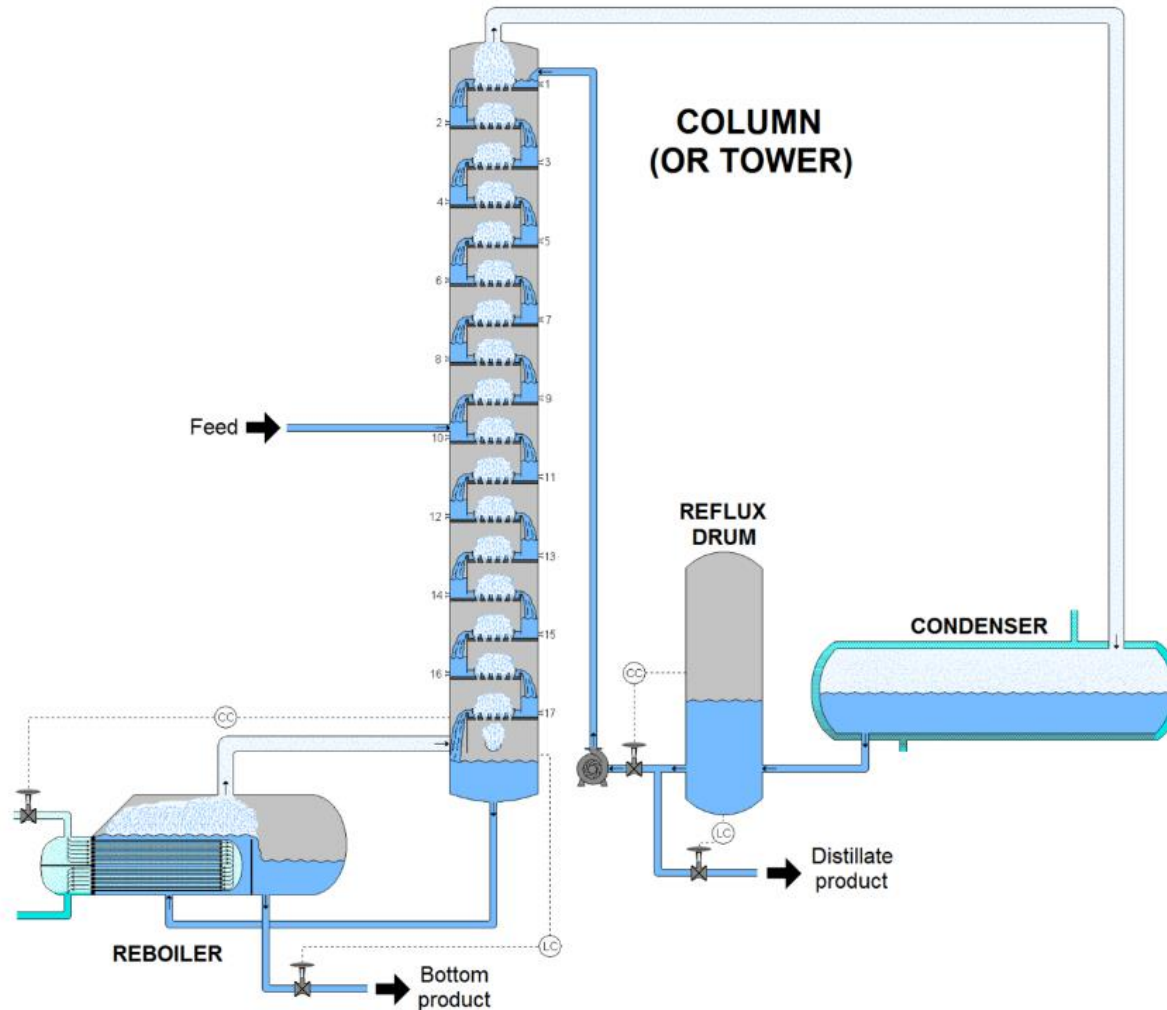 COLUMN
(OR TOWER)
1
2
3
4
5
6
7
8
9
Feed
10
11
12
13
14
15
16
17
REFLUX
DRUM
CONDENSER
CC
CC
LC
Distillate
product
REBOILER
LC
Bottom
product